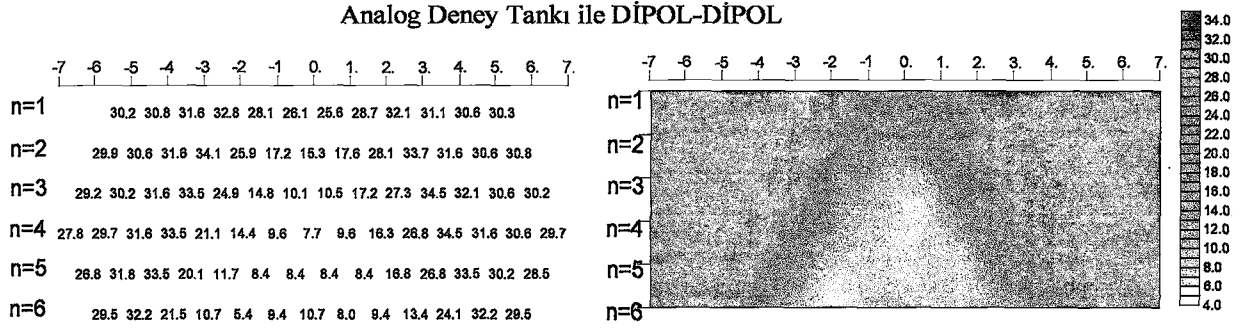 Analog Deney Tankı ile DİPOL-DİPOL
-7 -6 -5 -4 -3 -2 -1 0. 1. 2. 3. 4. 5. 6. 7.
n=1 30.2 30.8 31.6 32.8 28.1 26.1 25.6 28.7 32.1 31.1 30.6 30.3
n=2 29.9 30.6 31.6 34.1 25.9 17.2 15.3 17.6 28.1 33.7 31.6 30.6 30.8
n=3 29.2 30.2 31.6 33.5 24.9 14.8 10.1 10.5 17.2 27.3 34.5 32.1 30.6 30.2
n=4 27.8 29.7 31.6 33.5 21.1 14.4 9.6 7.7 9.6 16.3 26.8 34.5 31.6 30.6 29.7
n=5 26.8 31.8 33.5 20.1 11.7 8.4 8.4 8.4 8.4 16.8 26.8 33.5 30.2 28.5
n=6 29.5 32.2 21.5 10.7 5.4 9.4 10.7 8.0 9.4 13.4 24.1 32.2 29.5
-7 -6 -5 -4 -3 -2 -1 0. 1. 2. 3. 4. 5. 6. 7.
n=1
n=2
n=3
n=4
n=5
n=6
34.0
32.0
30.0
28.0
26.0
24.0
22.0
20.0
18.0
16.0
14.0
12.0
10.0
8.0
6.0
4.0